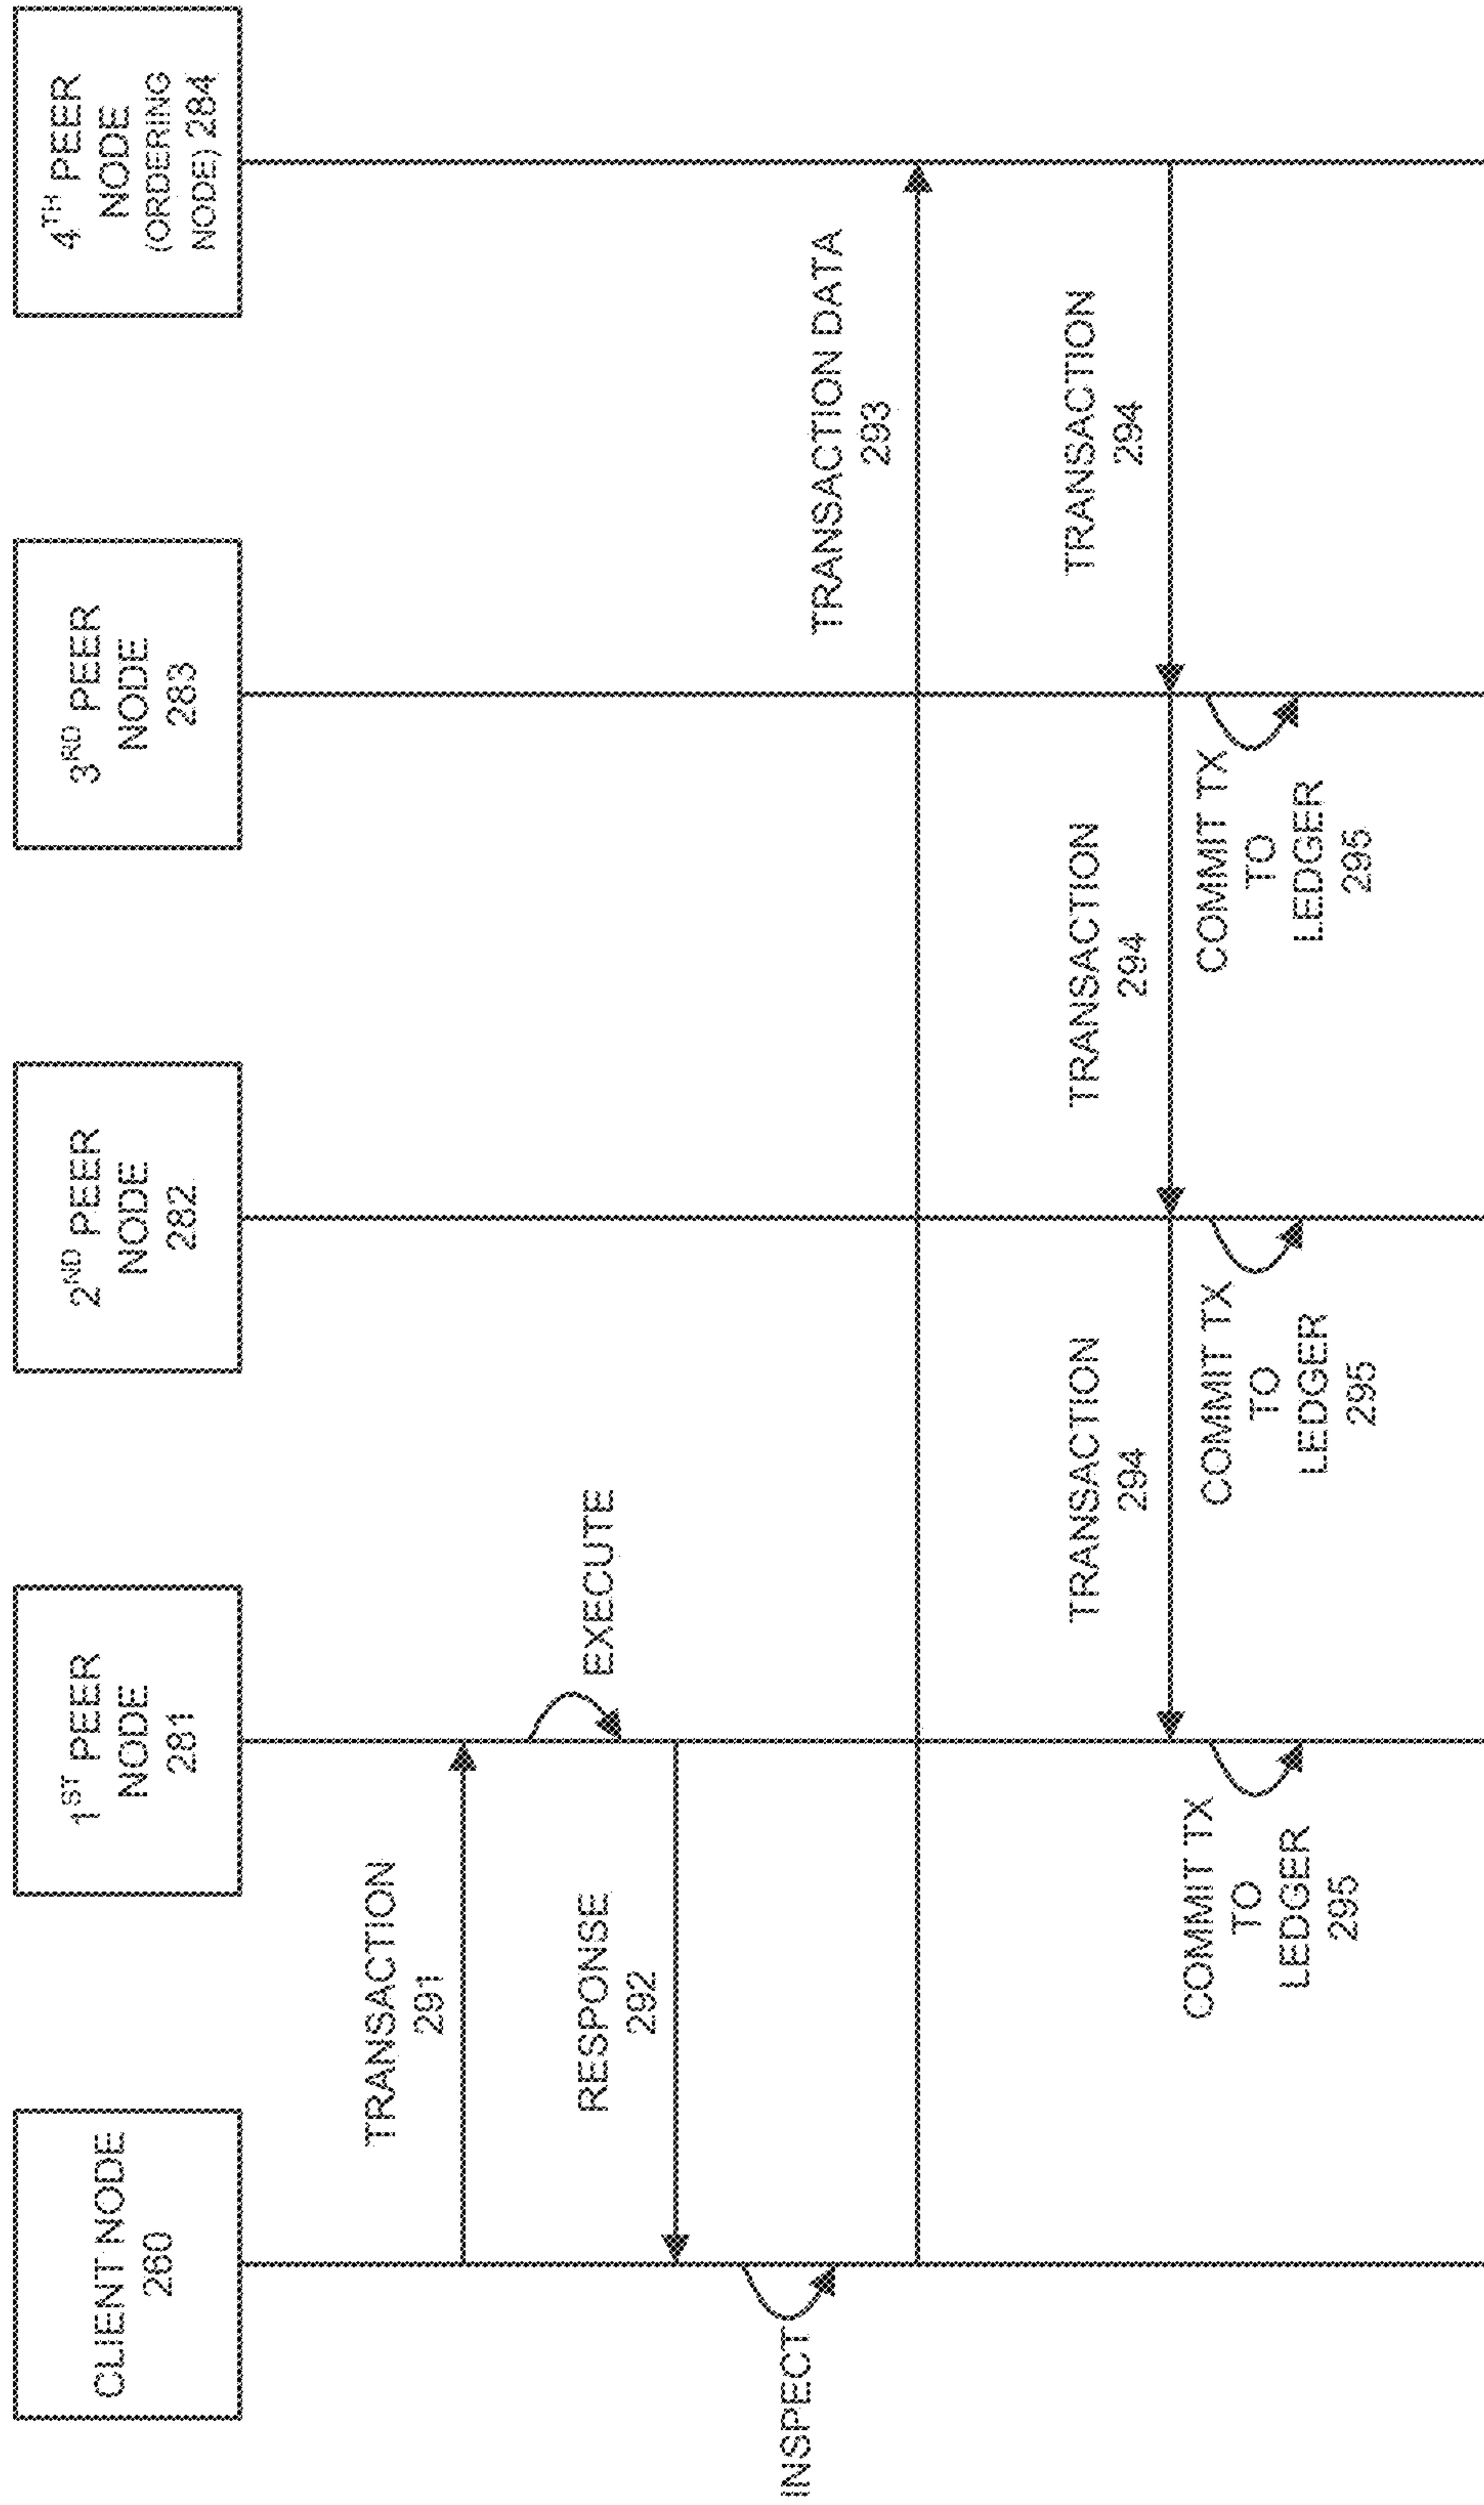 CLIENT NODE
260
1ST PEER
NODE
281
2ND PEER
NODE
282
3RD PEER
NODE
283
4TH PEER
NODE
(ORDERING
NODE) 284
TRANSACTION
291
EXECUTE
RESPONSE
292
INSPECT
TRANSACTION DATA
293
TRANSACTION
294
TRANSACTION
294
TRANSACTION
294
COMMIT TX
TO
LEDGER
295
COMMIT TX
TO
LEDGER
295
COMMIT TX
TO
LEDGER
295